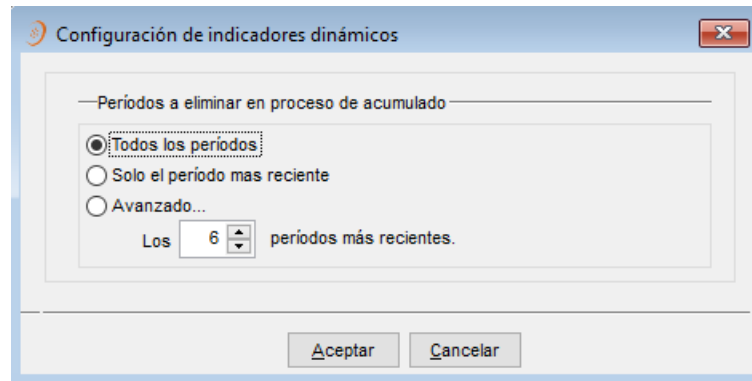 Configuración de indicadores dinámicos
Períodos a eliminar en proceso de acumulado
Todos los períodos
Solo el período mas reciente
Avanzado...
Los 6 períodos más recientes.
Aceptar Cancelar